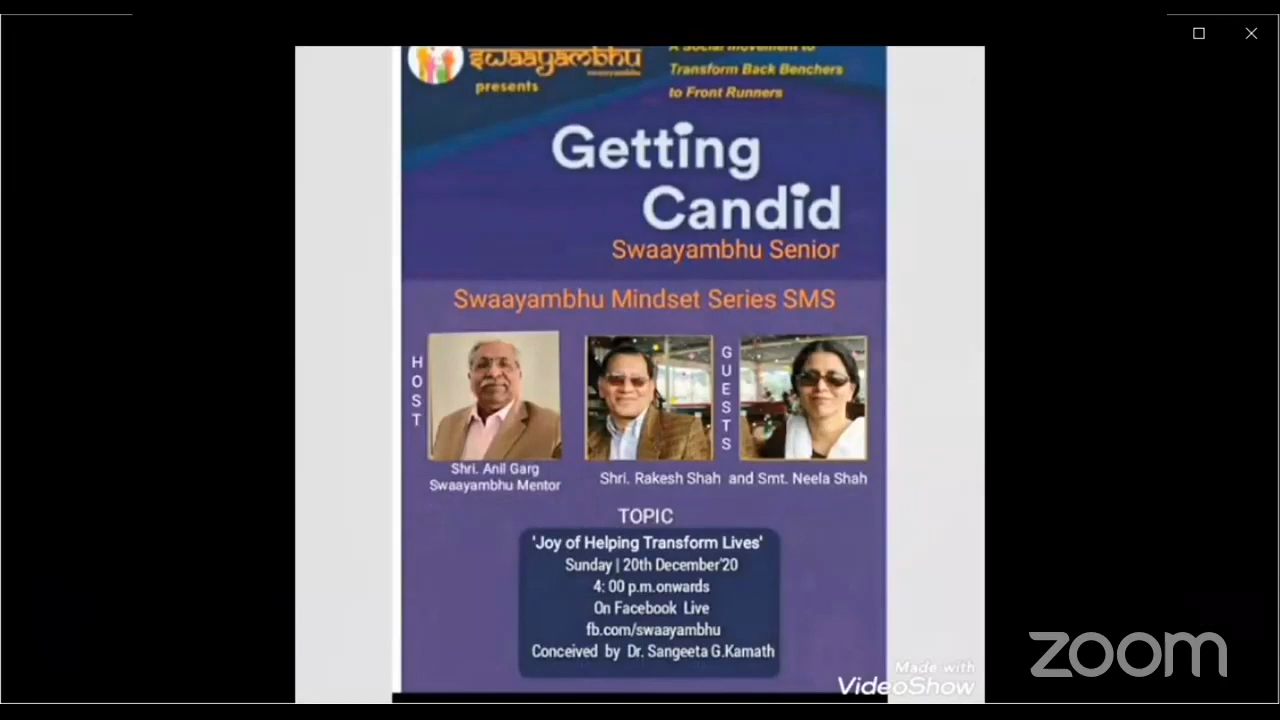 swaayambhu
presents
A Social Movement to
Transform Back Benchers
to Front Runners
Getting
Candid
Swaayambhu Senior
Swaayambhu Mindset Series SMS
HOST
GUESTS
Shri. Anil Garg
Swaayambhu Mentor
Shri. Rakesh Shah and Smt. Neela Shah
TOPIC
'Joy of Helping Transform Lives'
Sunday | 20th December'20
4: 00 p.m.onwards
On Facebook Live
fb.com/swaayambhu
Conceived by Dr. Sangeeta G.Kamath
Made with
VideoShow
zoom